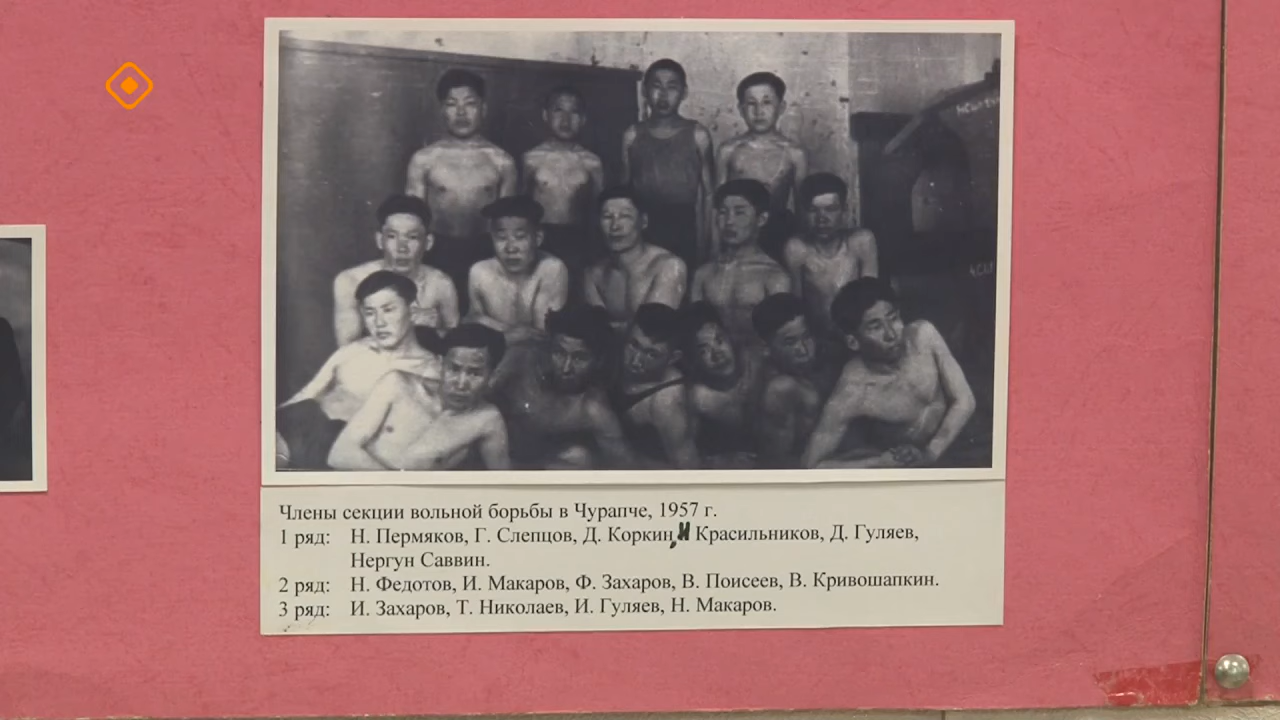 Члены секции вольной борьбы в Чурапче, 1957 г.
1 ряд: Н. Пермяков, Г. Слепцов, Д. Коркин, И Красильников, Д. Гуляев,
Нергун Саввин.
2 ряд: Н. Федотов, И. Макаров, Ф. Захаров, В. Поисеев, В. Кривошапкин.
3 ряд: И. Захаров, Т. Николаев, И. Гуляев, Н. Макаров.